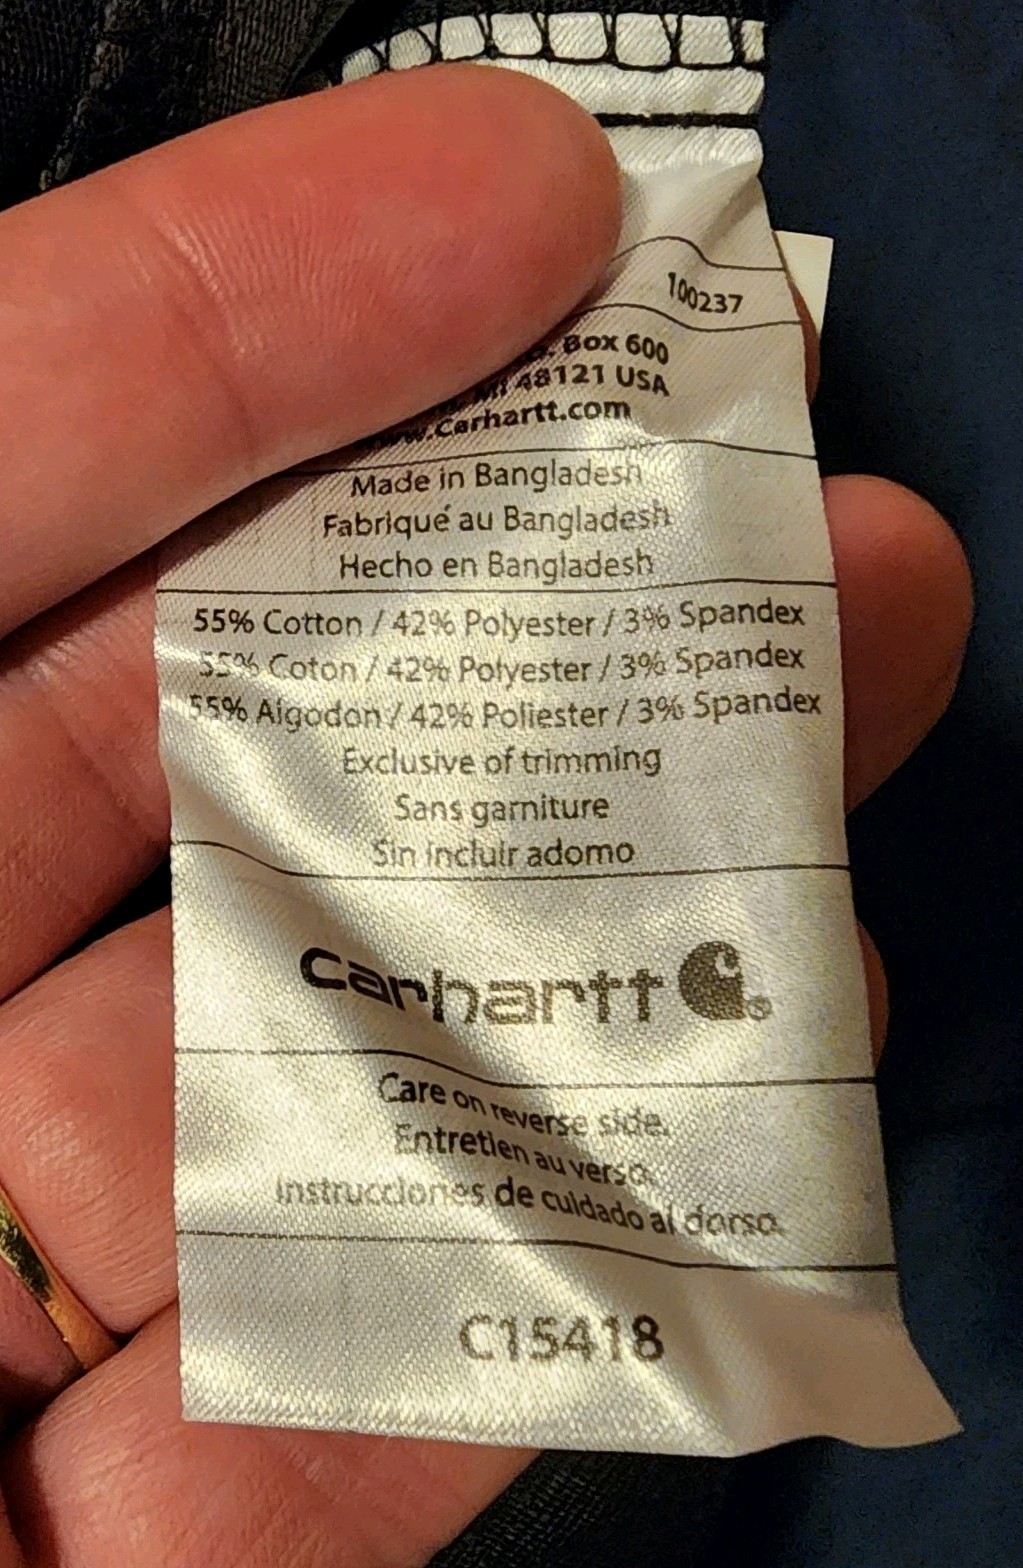 100237
Box 600
48121 USA
www.Carhartt.com
Made in Bangladesh
Fabriqué au Bangladesh
Hecho en Bangladesh
55% Cotton / 42% Polyester / 3% Spandex
55% Coton / 42% Polyester / 3% Spandex
55% Algodon / 42% Poliester / 3% Spandex
Exclusive of trimming
Sans garniture
Sin incluir adorno
carhartt
Care on reverse side.
Entretien au verso.
Instrucciones de cuidado al dorso.
C15418